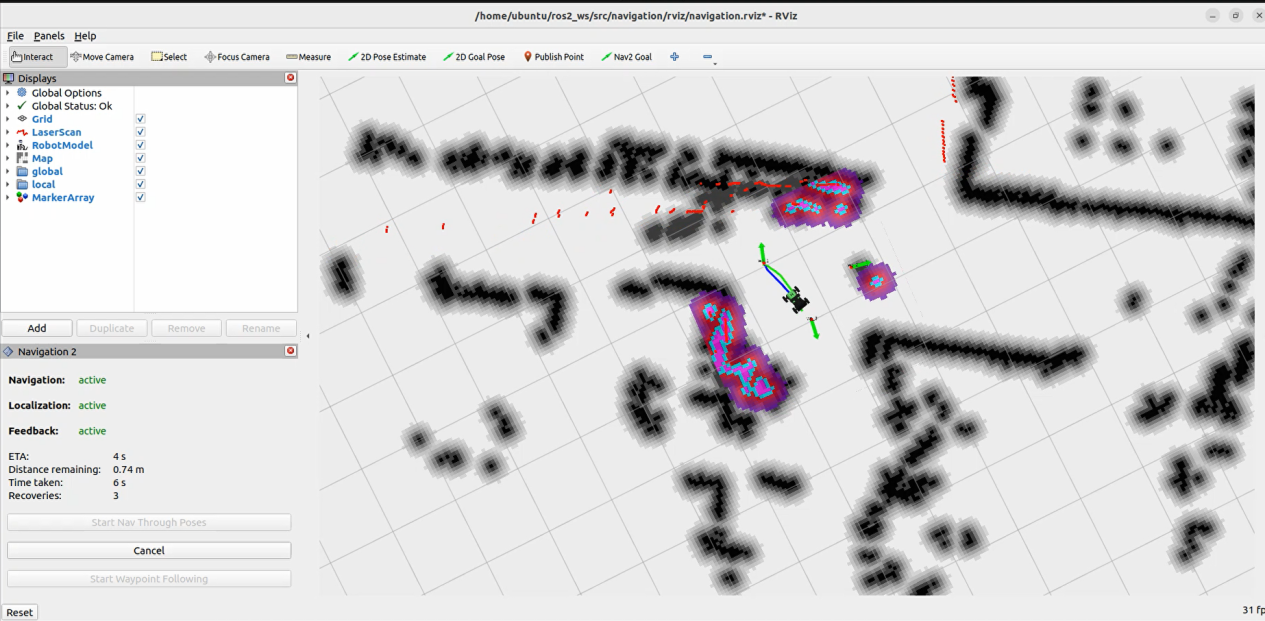 /home/ubuntu/ros2_ws/src/navigation/rviz/navigation.rviz* - RViz
File Panels Help
Interact Move Camera Select Focus Camera Measure 2D Pose Estimate 2D Goal Pose Publish Point Nav2 Goal
Displays
Global Options
Global Status: Ok
Grid
LaserScan
RobotModel
Map
global
local
MarkerArray
Add Duplicate Remove Rename
Navigation 2
Navigation: active
Localization: active
Feedback: active
ETA: 4 s
Distance remaining: 0.74 m
Time taken: 6 s
Recoveries: 3
Start Nav Through Poses
Cancel
Start Waypoint Following
Reset
31 fp